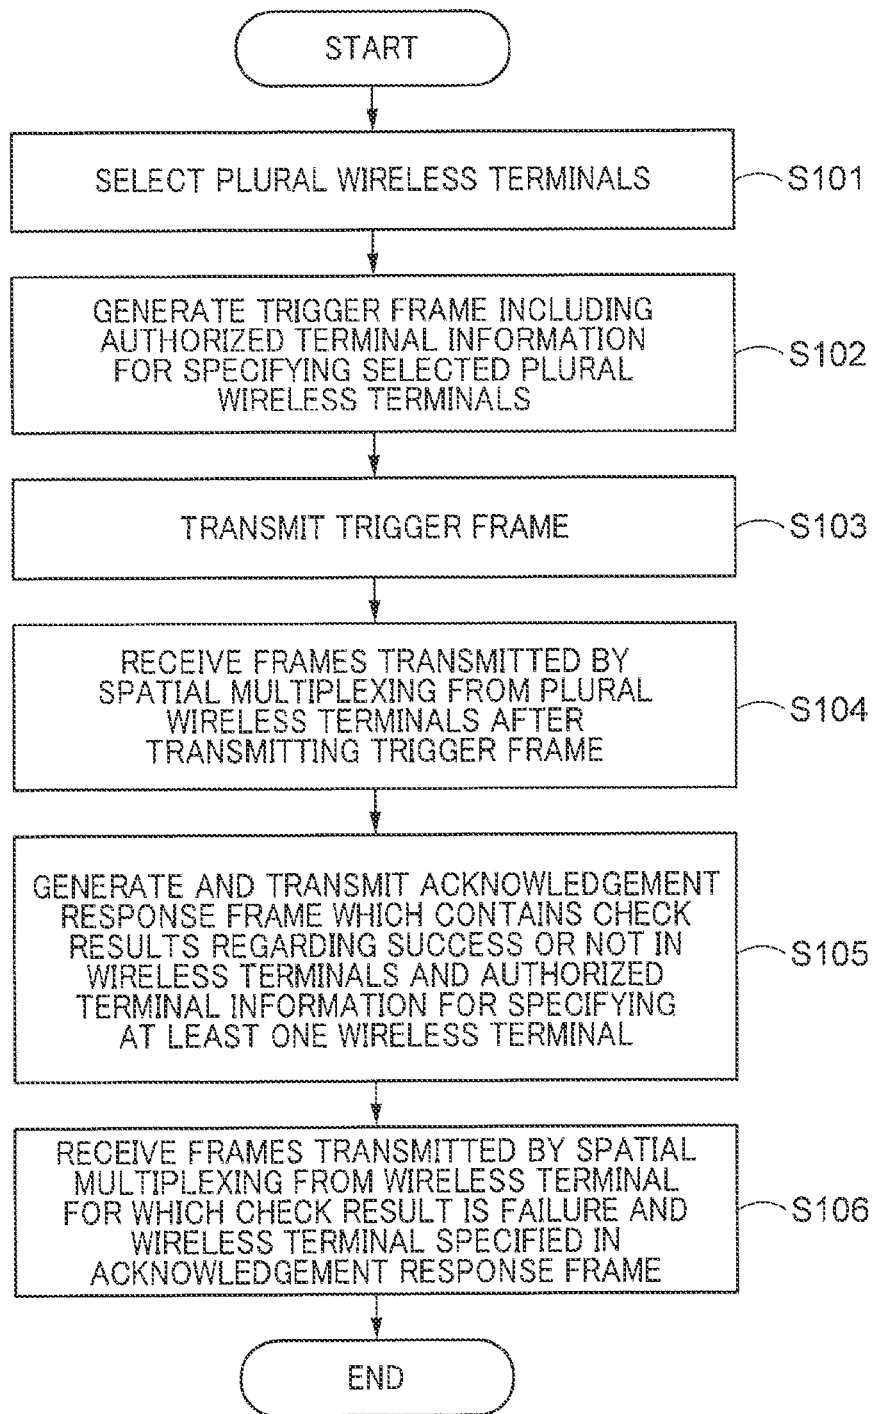 START
SELECT PLURAL WIRELESS TERMINALS
S101
GENERATE TRIGGER FRAME INCLUDING
AUTHORIZED TERMINAL INFORMATION
FOR SPECIFYING SELECTED PLURAL
WIRELESS TERMINALS
S102
TRANSMIT TRIGGER FRAME
S103
RECEIVE FRAMES TRANSMITTED BY
SPATIAL MULTIPLEXING FROM PLURAL
WIRELESS TERMINALS AFTER
TRANSMITTING TRIGGER FRAME
S104
GENERATE AND TRANSMIT ACKNOWLEDGEMENT
RESPONSE FRAME WHICH CONTAINS CHECK
RESULTS REGARDING SUCCESS OR NOT IN
WIRELESS TERMINALS AND AUTHORIZED
TERMINAL INFORMATION FOR SPECIFYING
AT LEAST ONE WIRELESS TERMINAL
S105
RECEIVE FRAMES TRANSMITTED BY SPATIAL
MULTIPLEXING FROM WIRELESS TERMINAL
FOR WHICH CHECK RESULT IS FAILURE AND
WIRELESS TERMINAL SPECIFIED IN
ACKNOWLEDGEMENT RESPONSE FRAME
S106
END